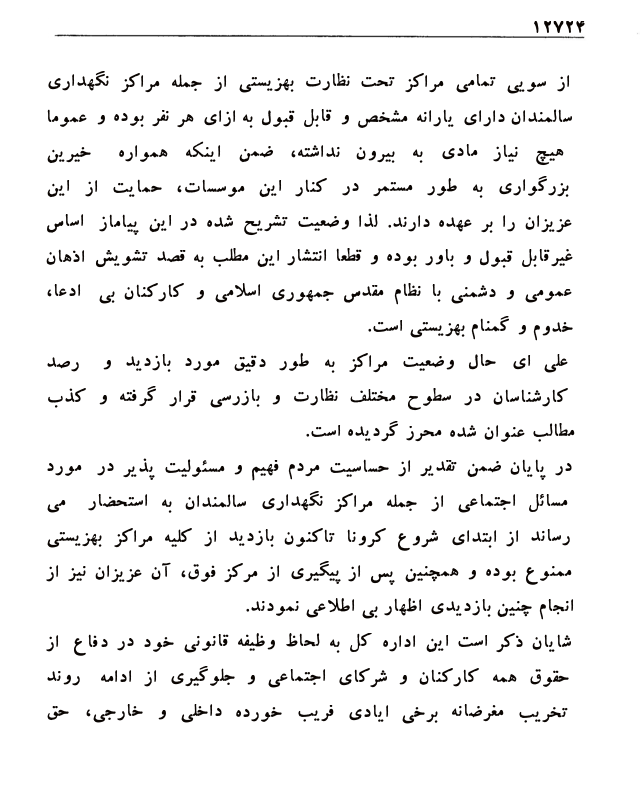 ۱۲۷۲۴
از سویی تمامی مراکز تحت نظارت بهزیستی از جمله مراکز نگهداری
سالمندان دارای یارانه مشخص و قابل قبول به ازای هر نفر بوده و عموما
هیچ نیاز مادی به بیرون نداشته، ضمن اینکه همواره خیرین
بزرگواری به طور مستمر در کنار این موسسات، حمایت از این
عزیزان را بر عهده دارند. لذا وضعیت تشریح شده در این پیاماز اساس
غیرقابل قبول و باور بوده و قطعا انتشار این مطلب به قصد تشویش اذهان
عمومی و دشمنی با نظام مقدس جمهوری اسلامی و کارکنان بی ادعا،
خدوم و گمنام بهزیستی است.
علی ای حال وضعیت مراکز به طور دقیق مورد بازدید و رصد
کارشناسان در سطوح مختلف نظارت و بازرسی قرار گرفته و کذب
مطالب عنوان شده محرز گردیده است.
در پایان ضمن تقدیر از حساسیت مردم فهیم و مسئولیت پذیر در مورد
مسائل اجتماعی از جمله مراکز نگهداری سالمندان به استحضار می
رساند از ابتدای شروع کرونا تاکنون بازدید از کلیه مراکز بهزیستی
ممنوع بوده و همچنین پس از پیگیری از مرکز فوق، آن عزیزان نیز از
انجام چنین بازدیدی اظهار بی اطلاعی نمودند.
شایان ذکر است این اداره کل به لحاظ وظیفه قانونی خود در دفاع از
حقوق همه کارکنان و شرکای اجتماعی و جلوگیری از ادامه روند
تخریب مغرضانه برخی ایادی فریب خورده داخلی و خارجی، حق